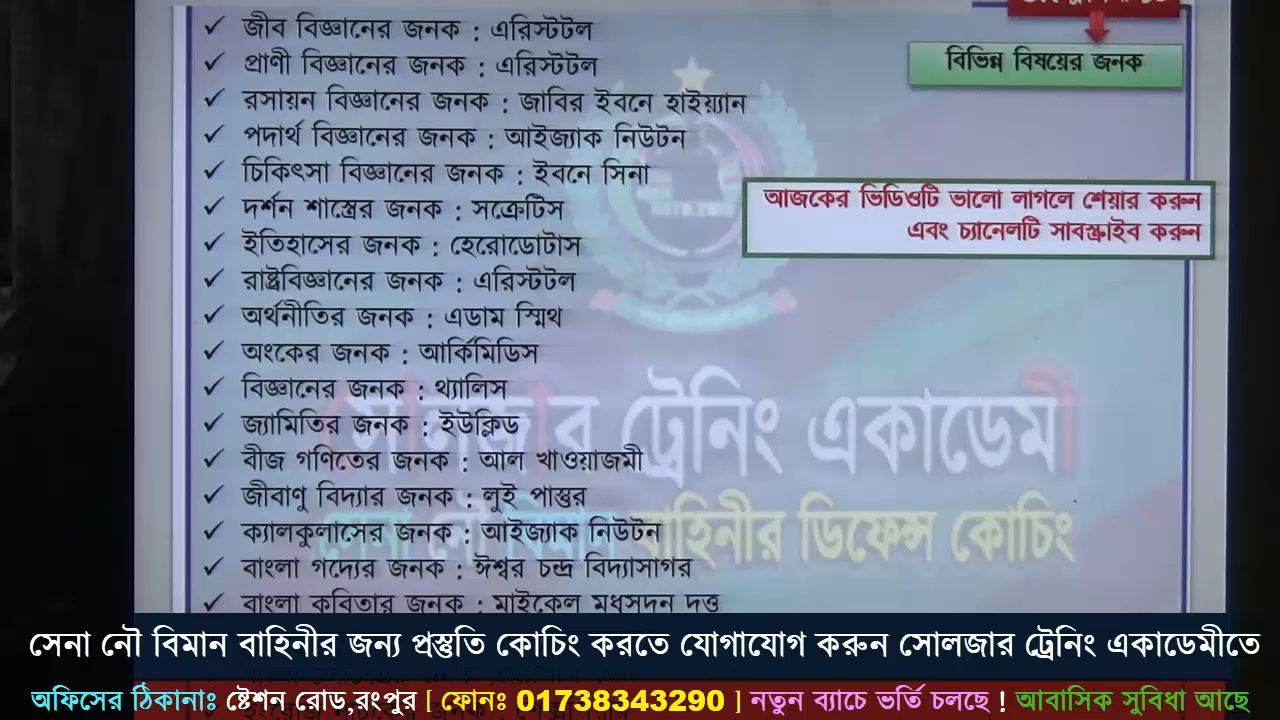 ✓ জীব বিজ্ঞানের জনক : এরিস্টটল
✓ প্রাণী বিজ্ঞানের জনক : এরিস্টটল
✓ রসায়ন বিজ্ঞানের জনক : জাবির ইবনে হাইয়্যান
✓ পদার্থ বিজ্ঞানের জনক : আইজ্যাক নিউটন
✓ চিকিৎসা বিজ্ঞানের জনক : ইবনে সিনা
✓ দর্শন শাস্ত্রের জনক : সক্রেটিস
✓ ইতিহাসের জনক : হেরোডোটাস
✓ রাষ্ট্রবিজ্ঞানের জনক : এরিস্টটল
✓ অর্থনীতির জনক : এডাম স্মিথ
✓ অংকের জনক : আর্কিমিডিস
✓ বিজ্ঞানের জনক : থ্যালিস
✓ জ্যামিতির জনক : ইউক্লিড
✓ বীজ গণিতের জনক : আল খাওয়াজমী
✓ জীবাণু বিদ্যার জনক : লুই পাস্তুর
✓ ক্যালকুলাসের জনক : আইজ্যাক নিউটন
✓ বাংলা গদ্যের জনক : ঈশ্বর চন্দ্র বিদ্যাসাগর
✓ বাংলা কবিতার জনক : মাইকেল মধুসদন দত্ত
বিভিন্ন বিষয়ের জনক
আজকের ভিডিওটি ভালো লাগলে শেয়ার করুন
এবং চ্যানেলটি সাবস্ক্রাইব করুন
সোলজার ট্রেনিং একাডেমী
সেনা নৌ বিমান বাহিনীর ডিফেন্স কোচিং
সেনা নৌ বিমান বাহিনীর জন্য প্রস্তুতি কোচিং করতে যোগাযোগ করুন সোলজার ট্রেনিং একাডেমীতে
অফিসের ঠিকানাঃ ষ্টেশন রোড,রংপুর [ ফোনঃ 01738343290 ] নতুন ব্যাচে ভর্তি চলছে ! আবাসিক সুবিধা আছে